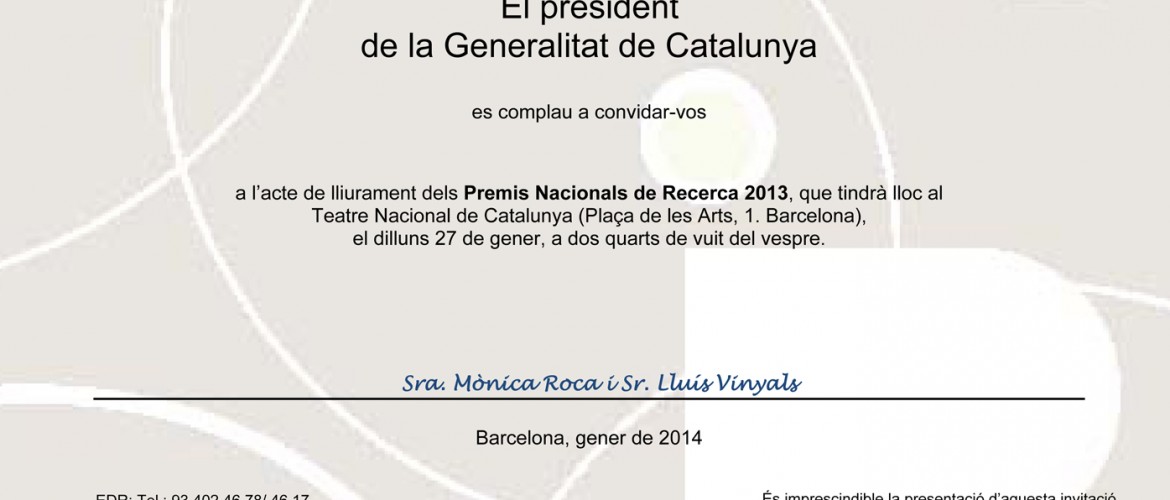 El president
de la Generalitat de Catalunya
es complau a convidar-vos
a l’acte de lliurament dels Premis Nacionals de Recerca 2013, que tindrà lloc al
Teatre Nacional de Catalunya (Plaça de les Arts, 1. Barcelona),
el dilluns 27 de gener, a dos quarts de vuit del vespre.
Sra. Mònica Roca i Sr. Lluís Vinyals
Barcelona, gener de 2014
EDR: Tel.: 93 402 46 78/ 46 17
És imprescindible la presentació d’aquesta invitació